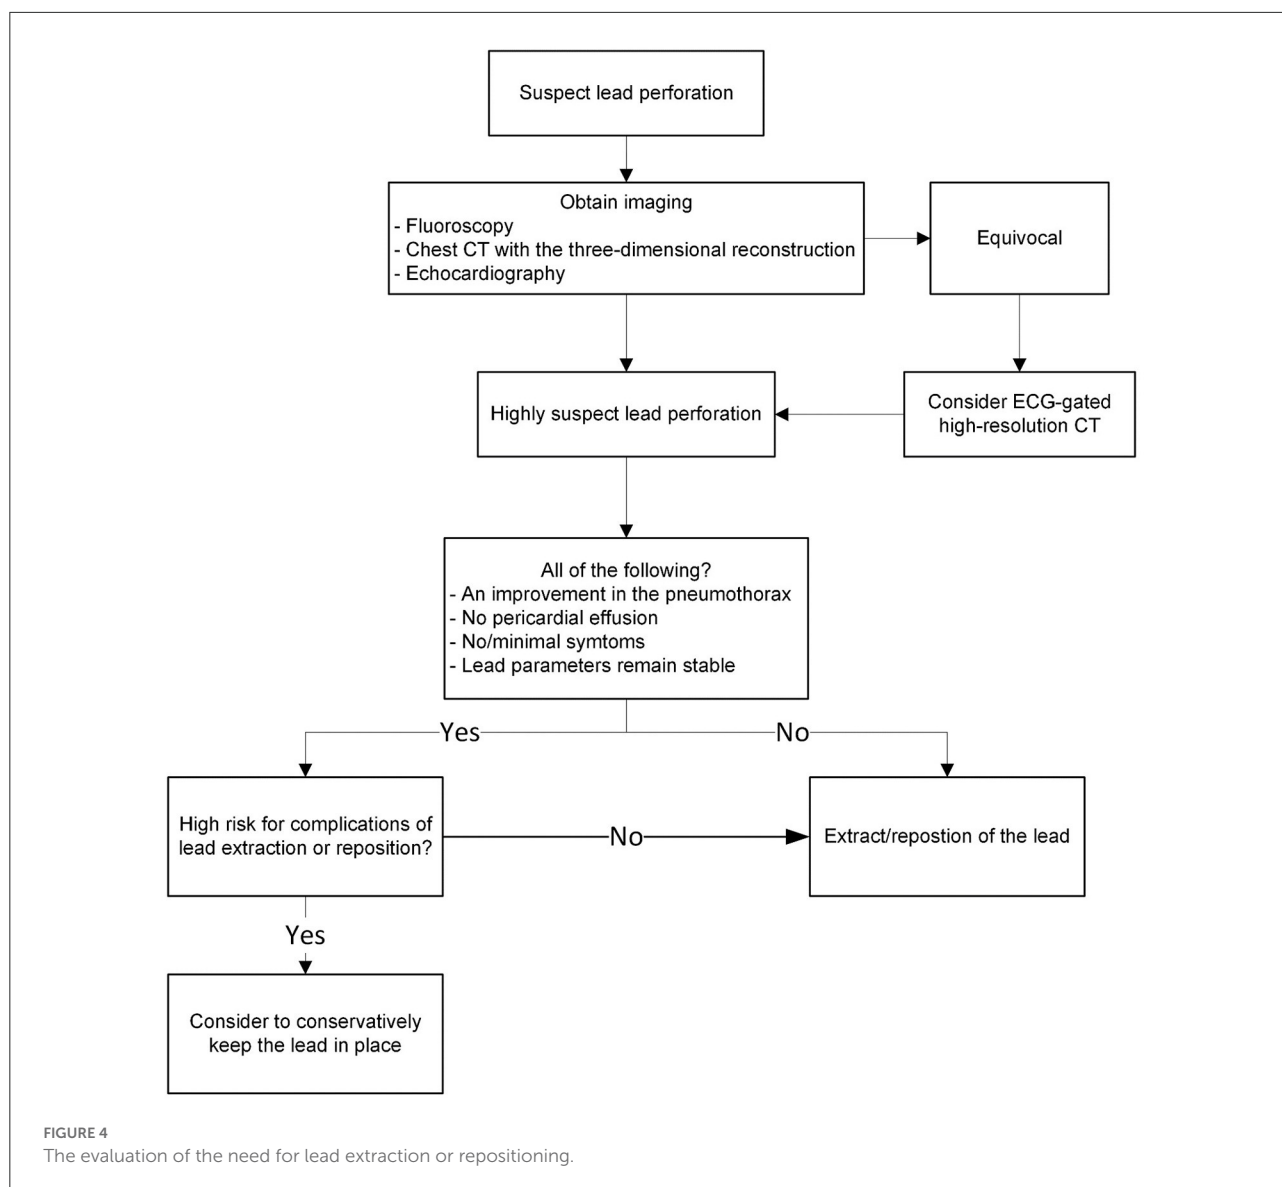 Suspect lead perforation
Obtain imaging
- Fluoroscopy
- Chest CT with the three-dimensional reconstruction
- Echocardiography
Equivocal
Highly suspect lead perforation
Consider ECG-gated
high-resolution CT
All of the following?
- An improvement in the pneumothorax
- No pericardial effusion
- No/minimal symtoms
- Lead parameters remain stable
Yes
No
High risk for complications of
lead extraction or reposition?
No
Extract/repostion of the lead
Yes
Consider to conservatively
keep the lead in place
FIGURE 4
The evaluation of the need for lead extraction or repositioning.